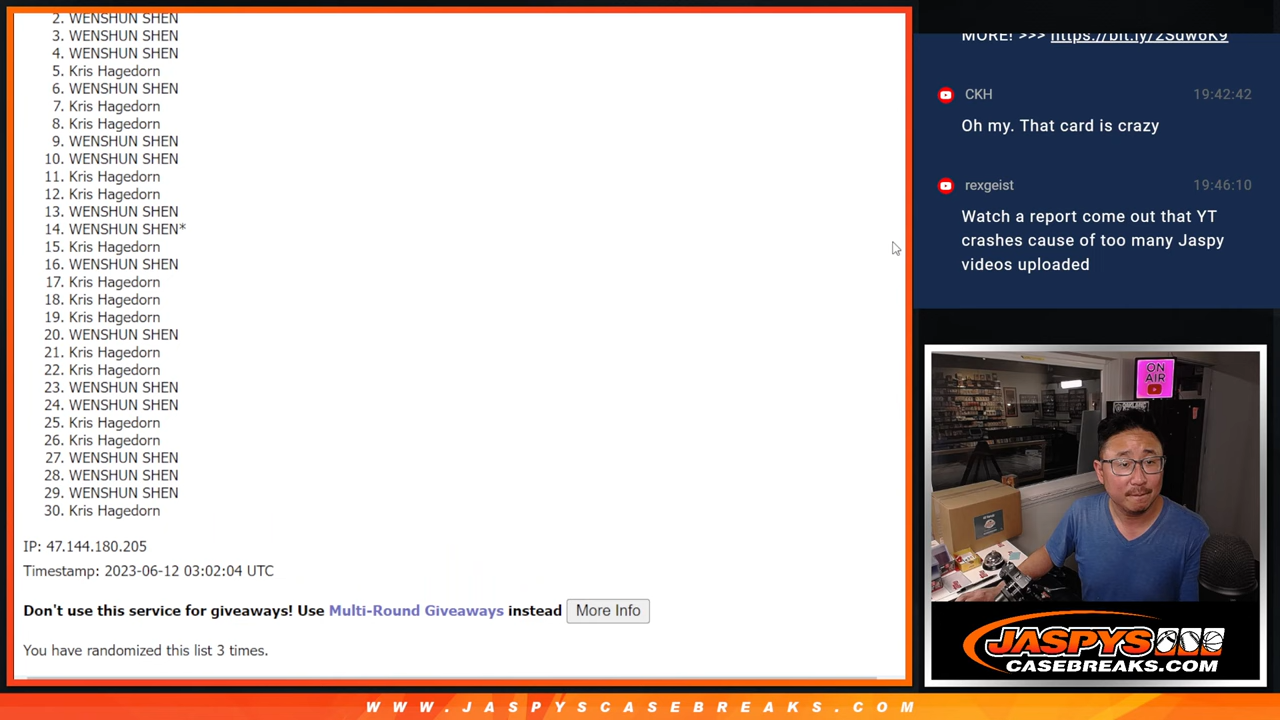 2. WENSHUN SHEN
3. WENSHUN SHEN
4. WENSHUN SHEN
5. Kris Hagedorn
6. WENSHUN SHEN
7. Kris Hagedorn
8. Kris Hagedorn
9. WENSHUN SHEN
10. WENSHUN SHEN
11. Kris Hagedorn
12. Kris Hagedorn
13. WENSHUN SHEN
14. WENSHUN SHEN*
15. Kris Hagedorn
16. WENSHUN SHEN
17. Kris Hagedorn
18. Kris Hagedorn
19. Kris Hagedorn
20. WENSHUN SHEN
21. Kris Hagedorn
22. Kris Hagedorn
23. WENSHUN SHEN
24. WENSHUN SHEN
25. Kris Hagedorn
26. Kris Hagedorn
27. WENSHUN SHEN
28. WENSHUN SHEN
29. WENSHUN SHEN
30. Kris Hagedorn
IP: 47.144.180.205
Timestamp: 2023-06-12 03:02:04 UTC
Don't use this service for giveaways! Use Multi-Round Giveaways instead More Info
You have randomized this list 3 times.
MORE! >>> https://bit.ly/2Sdw6K9
CKH 19:42:42
Oh my. That card is crazy
rexgeist 19:46:10
Watch a report come out that YT
crashes cause of too many Jaspy
videos uploaded
ON
AIR
JASPYS
CASEBREAKS.COM
WWW.JASPYSCASEBREAKS.COM